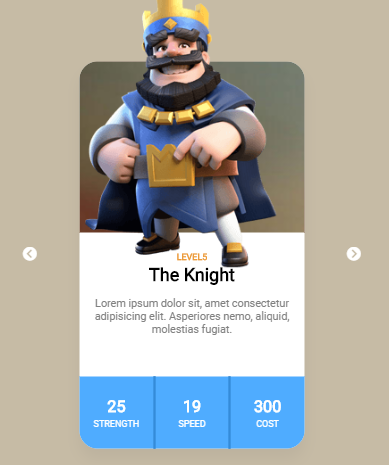 LEVEL5
The Knight
Lorem ipsum dolor sit, amet consectetur
adipisicing elit. Asperiores nemo, aliquid,
molestias fugiat.
25 19 300
STRENGTH SPEED COST